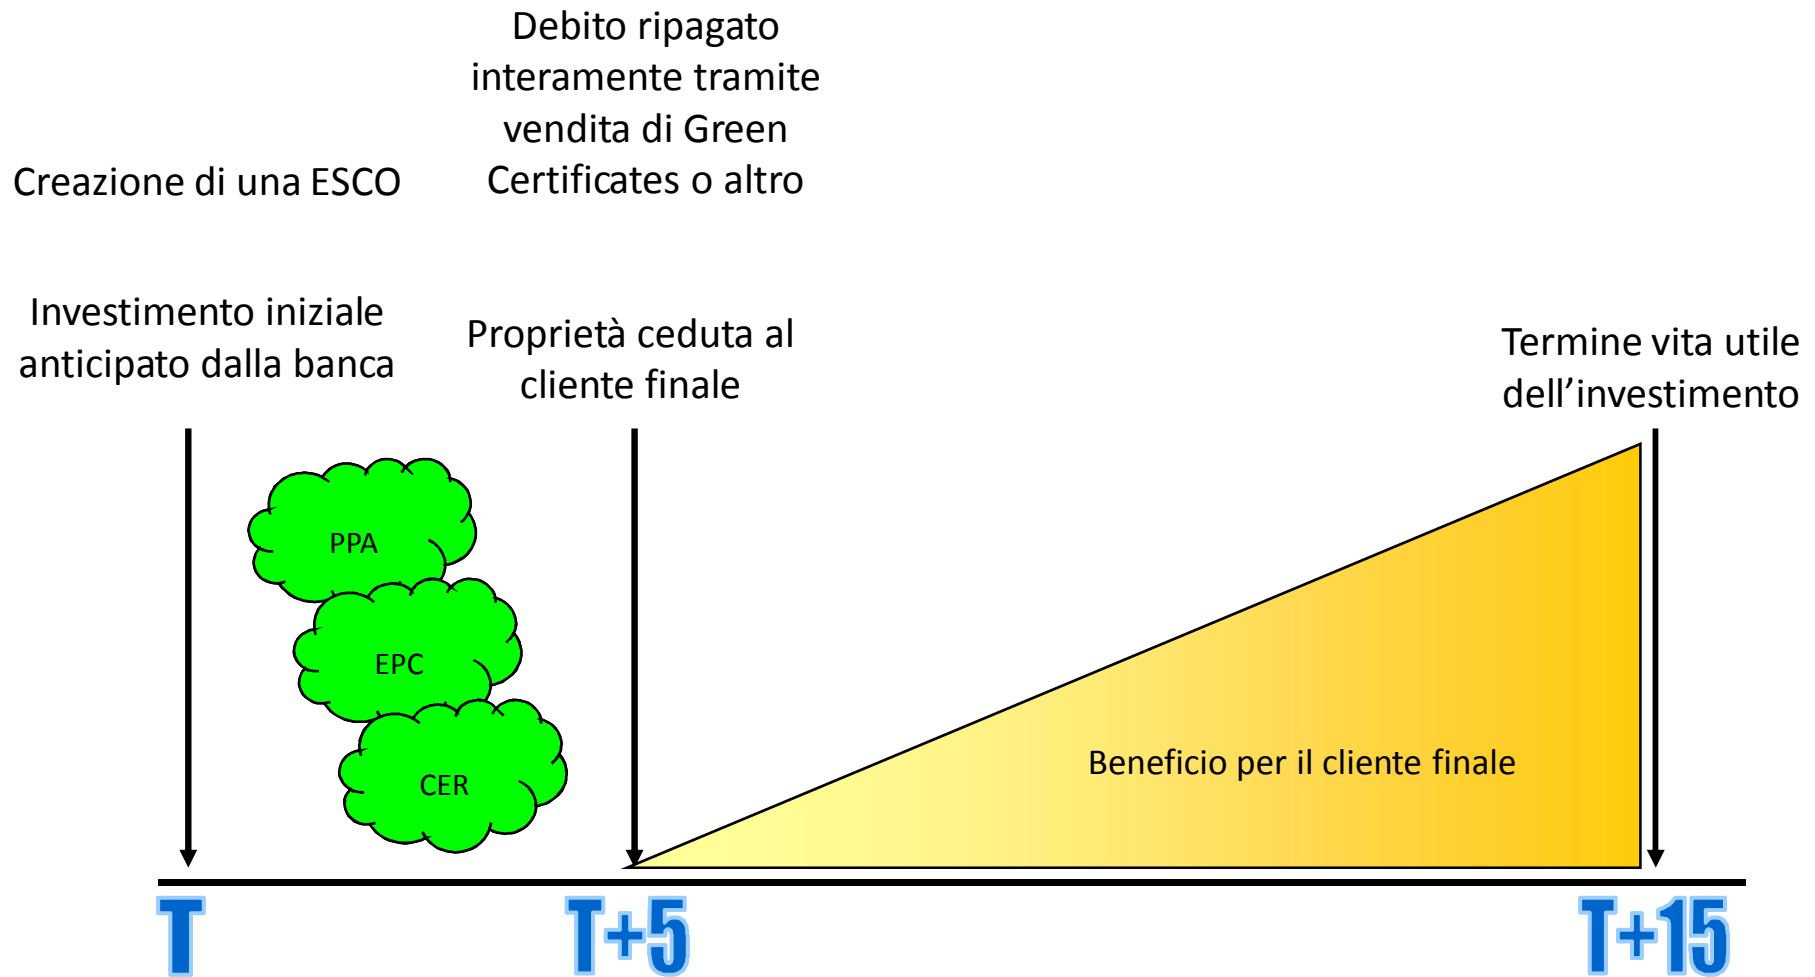 Creazione di una ESCO
Investimento iniziale
anticipato dalla banca
Debito ripagato
interamente tramite
vendita di Green
Certificates o altro
Proprietà ceduta al
cliente finale
Termine vita utile
dell’investimento
PPA
EPC
CER
Beneficio per il cliente finale
T
T+5
T+15